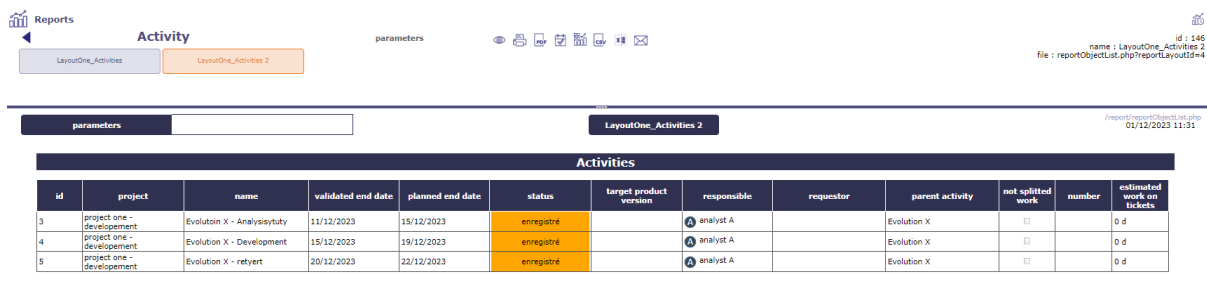 Reports
Activity
parameters
PDF
CSV
id : 146
name : LayoutOne_Activities 2
file : reportObjectList.php?reportLayoutId=4
LayoutOne_Activities
LayoutOne_Activities 2
parameters
LayoutOne_Activities 2
/report/reportObjectList.php
01/12/2023 11:31
Activities
id project name validated end date planned end date status target product version responsible requestor parent activity not splitted work number estimated work on tickets
3 project one - developement Evolutoin X - Analysisytuty 11/12/2023 15/12/2023 enregistré A analyst A Evolution X 0 d
4 project one - developement Evolution X - Development 15/12/2023 19/12/2023 enregistré A analyst A Evolution X 0 d
5 project one - developement Evolution X - retyert 20/12/2023 22/12/2023 enregistré A analyst A Evolution X 0 d